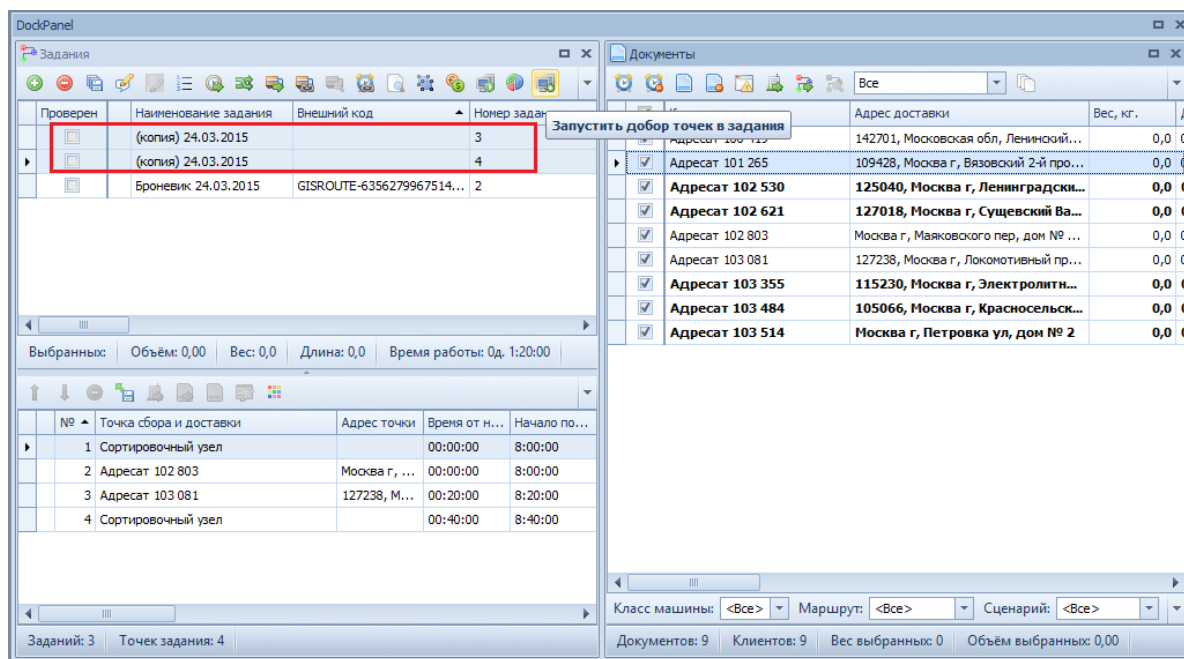 DockPanel
Задания
Проверен Наименование задания Внешний код Номер задан
(копия) 24.03.2015 3
(копия) 24.03.2015 4
Броневик 24.03.2015 GISROUTE-6356279967514... 2
Выбранных: Объём: 0,00 Вес: 0,0 Длина: 0,0 Время работы: 0д. 1:20:00
№ Точка сбора и доставки Адрес точки Время от н... Начало по...
1 Сортировочный узел 00:00:00 8:00:00
2 Адресат 102 803 Москва г, ... 00:00:00 8:00:00
3 Адресат 103 081 127238, М... 00:20:00 8:20:00
4 Сортировочный узел 00:40:00 8:40:00
Заданий: 3 Точек задания: 4
Документы
Все
Запустить добор точек в задания
Адрес доставки Вес, кг.
142701, Московская обл, Ленинский... 0,0
Адресат 101 265 109428, Москва г, Вязовский 2-й про... 0,0
Адресат 102 530 125040, Москва г, Ленинградски... 0,0
Адресат 102 621 127018, Москва г, Сущевский Ва... 0,0
Адресат 102 803 Москва г, Маяковского пер, дом № ... 0,0
Адресат 103 081 127238, Москва г, Локомотивный пр... 0,0
Адресат 103 355 115230, Москва г, Электролитн... 0,0
Адресат 103 484 105066, Москва г, Красносельск... 0,0
Адресат 103 514 Москва г, Петровка ул, дом № 2 0,0
Класс машины: <Все> Маршрут: <Все> Сценарий: <Все>
Документов: 9 Клиентов: 9 Вес выбранных: 0 Объём выбранных: 0,00